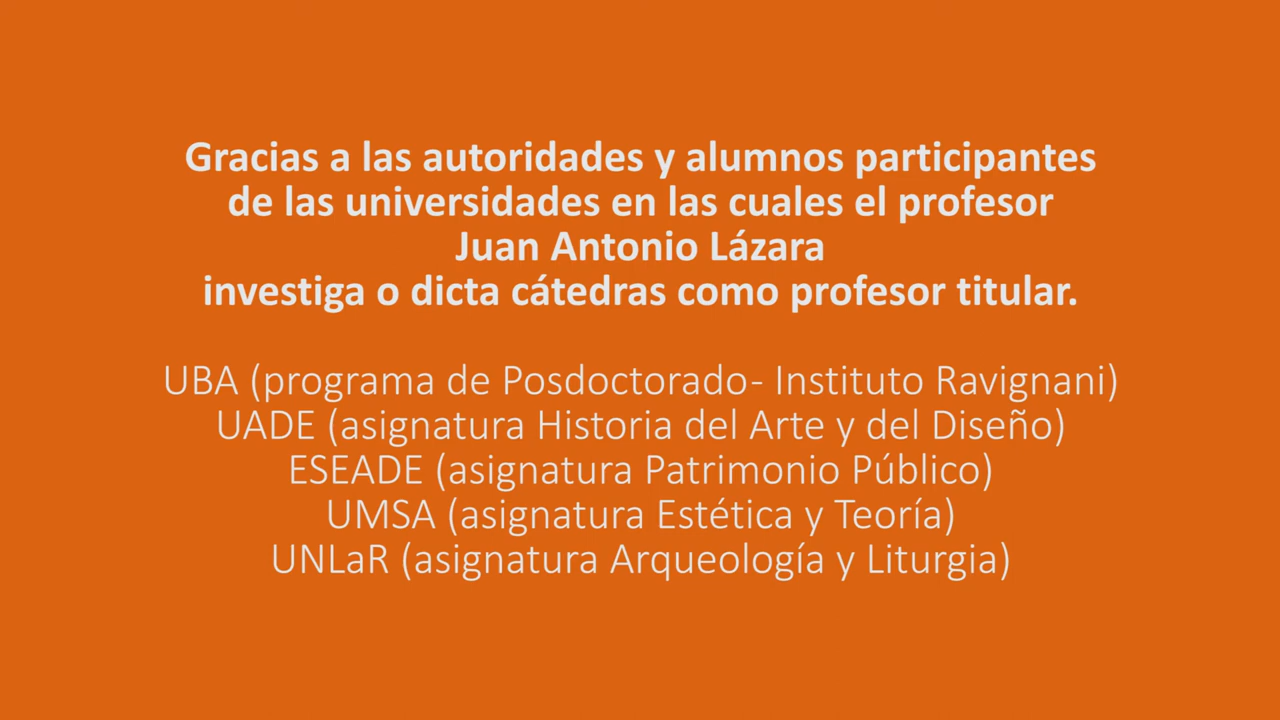 Gracias a las autoridades y alumnos participantes
de las universidades en las cuales el profesor
Juan Antonio Lázara
investiga o dicta cátedras como profesor titular.
UBA (programa de Posdoctorado- Instituto Ravignani)
UADE (asignatura Historia del Arte y del Diseño)
ESEADE (asignatura Patrimonio Público)
UMSA (asignatura Estética y Teoría)
UNLaR (asignatura Arqueología y Liturgia)